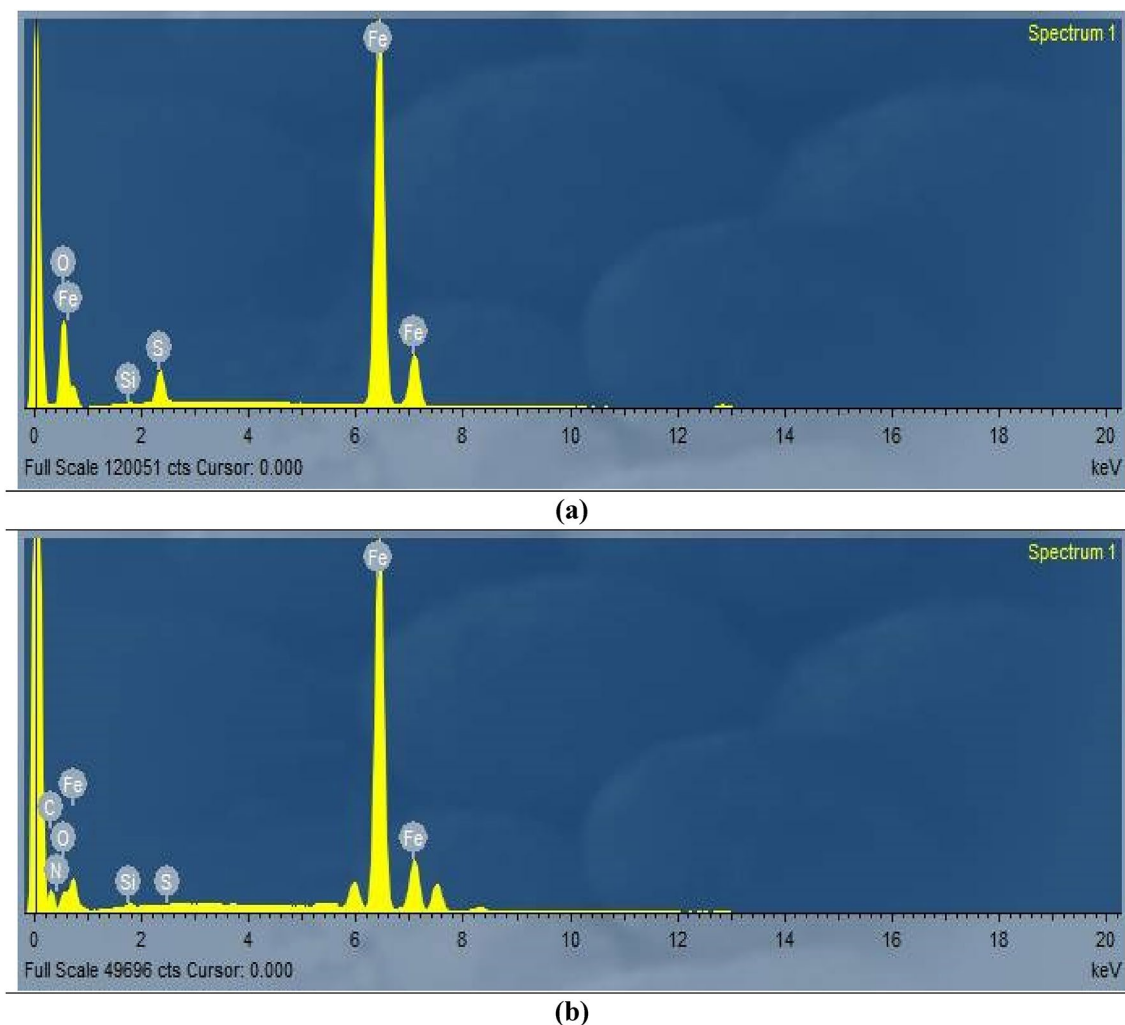 Spectrum 1
Fe
O
Fe
S
Fe
Si
0 2 4 6 8 10 12 14 16 18 20
Full Scale 120051 cts Cursor: 0.000 keV
(a)
Spectrum 1
Fe
Fe
C
O
Fe
N
Si S
0 2 4 6 8 10 12 14 16 18 20
Full Scale 49696 cts Cursor: 0.000 keV
(b)